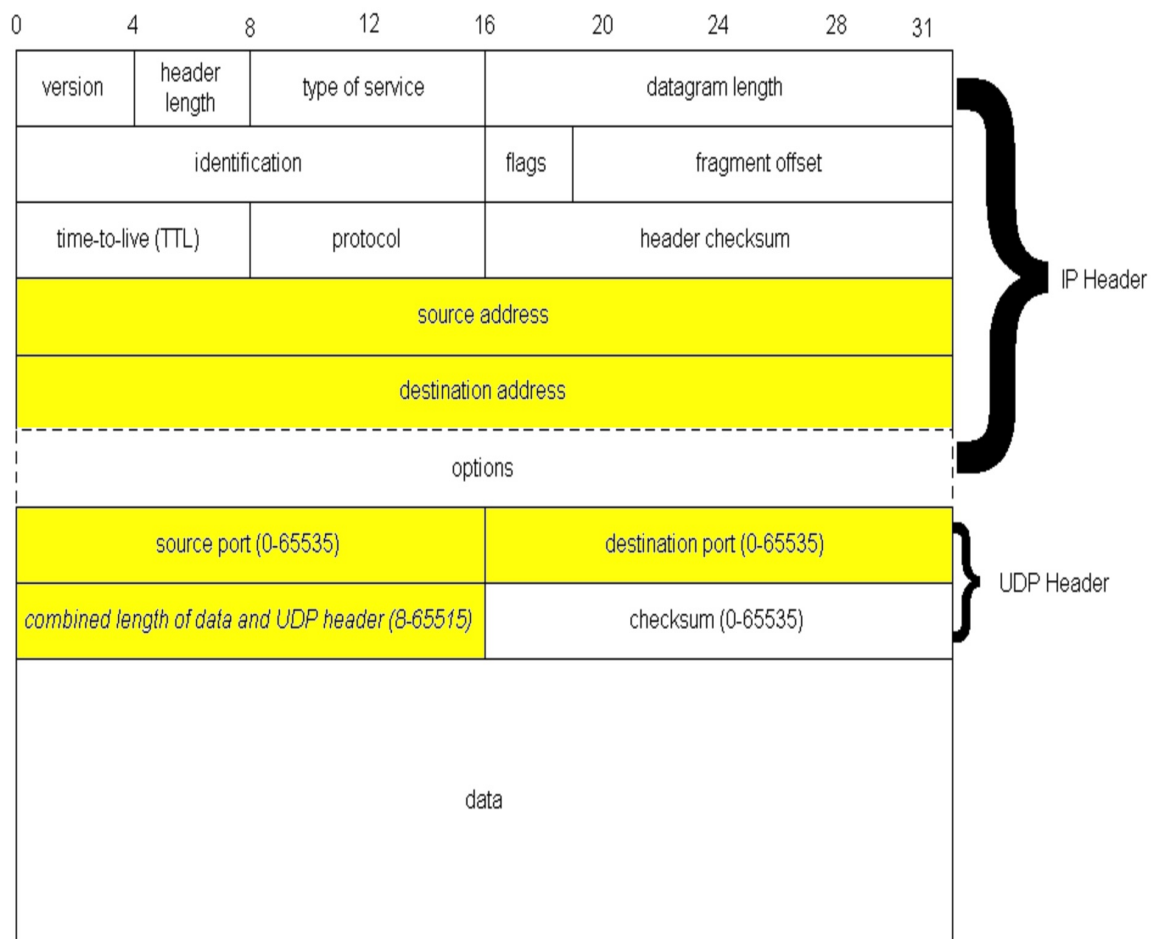 0 4 8 12 16 20 24 28 31
version header length type of service datagram length
identification flags fragment offset
time-to-live (TTL) protocol header checksum
IP Header
source address
destination address
options
source port (0-65535) destination port (0-65535)
UDP Header
combined length of data and UDP header (8-65515) checksum (0-65535)
data